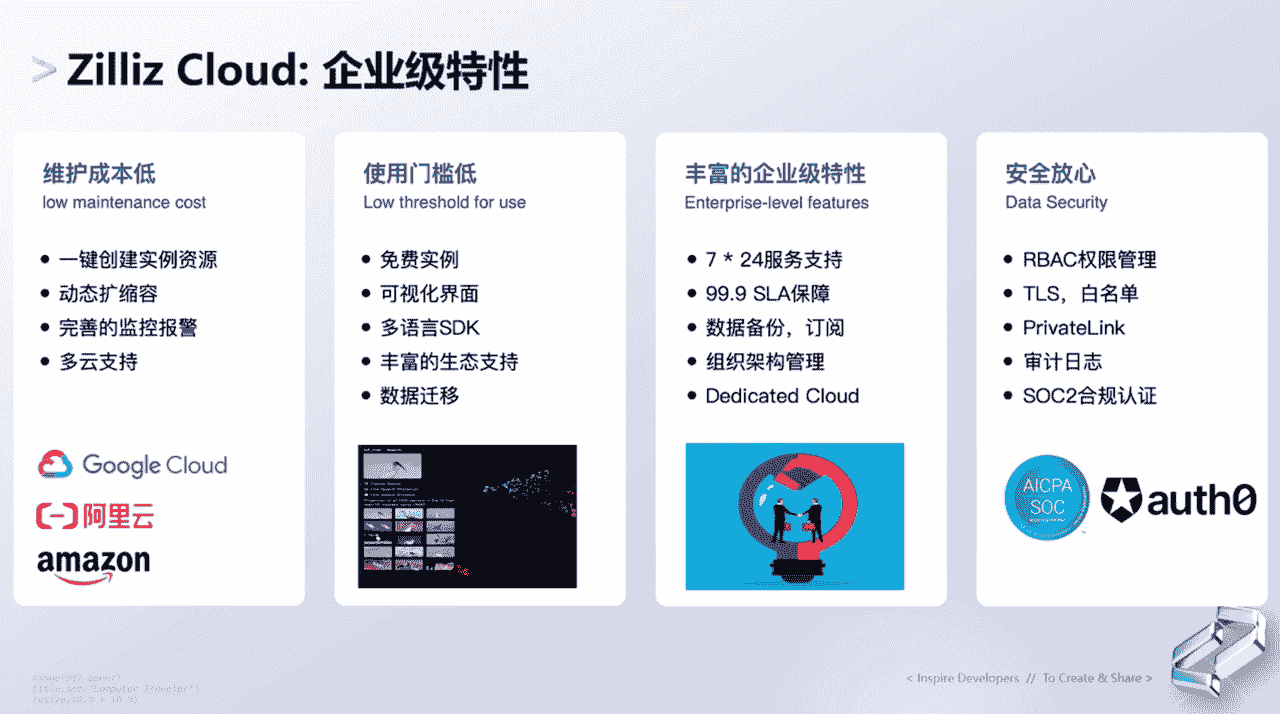 > Zilliz Cloud: 企业级特性
维护成本低
low maintenance cost
● 一键创建实例资源
● 动态扩缩容
● 完善的监控报警
● 多云支持
Google Cloud
阿里云
amazon
使用门槛低
Low threshold for use
● 免费实例
● 可视化界面
● 多语言SDK
● 丰富的生态支持
● 数据迁移
丰富的企业级特性
Enterprise-level features
● 7 * 24服务支持
● 99.9 SLA保障
● 数据备份，订阅
● 组织架构管理
● Dedicated Cloud
安全放心
Data Security
● RBAC权限管理
● TLS，白名单
● PrivateLink
● 审计日志
● SOC2合规认证
AICPA
SOC
auth0
< Inspire Developers // To Create & Share >